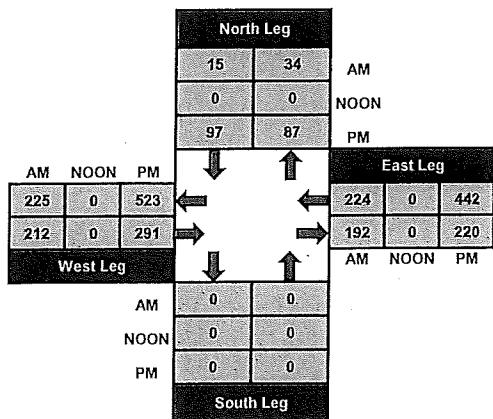 North Leg
15 34 AM
0 0 NOON
97 87 PM
AM NOON PM
East Leg
225 0 523
224 0 442
212 0 291
192 0 220
West Leg
AM NOON PM
AM 0 0
NOON 0 0
PM 0 0
South Leg